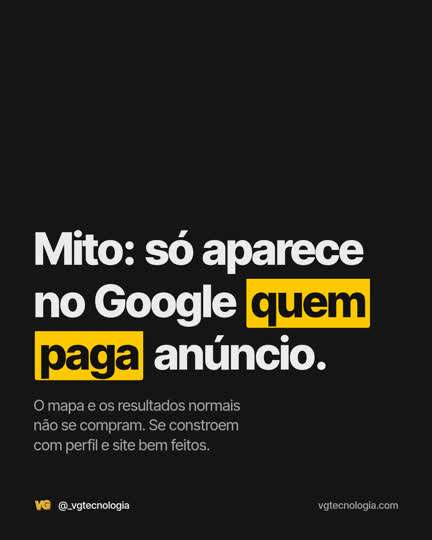 Mito: só aparece
no Google quem
paga anúncio.
O mapa e os resultados normais
não se compram. Se constroem
com perfil e site bem feitos.
VG @_vgtecnologia
vgtecnologia.com